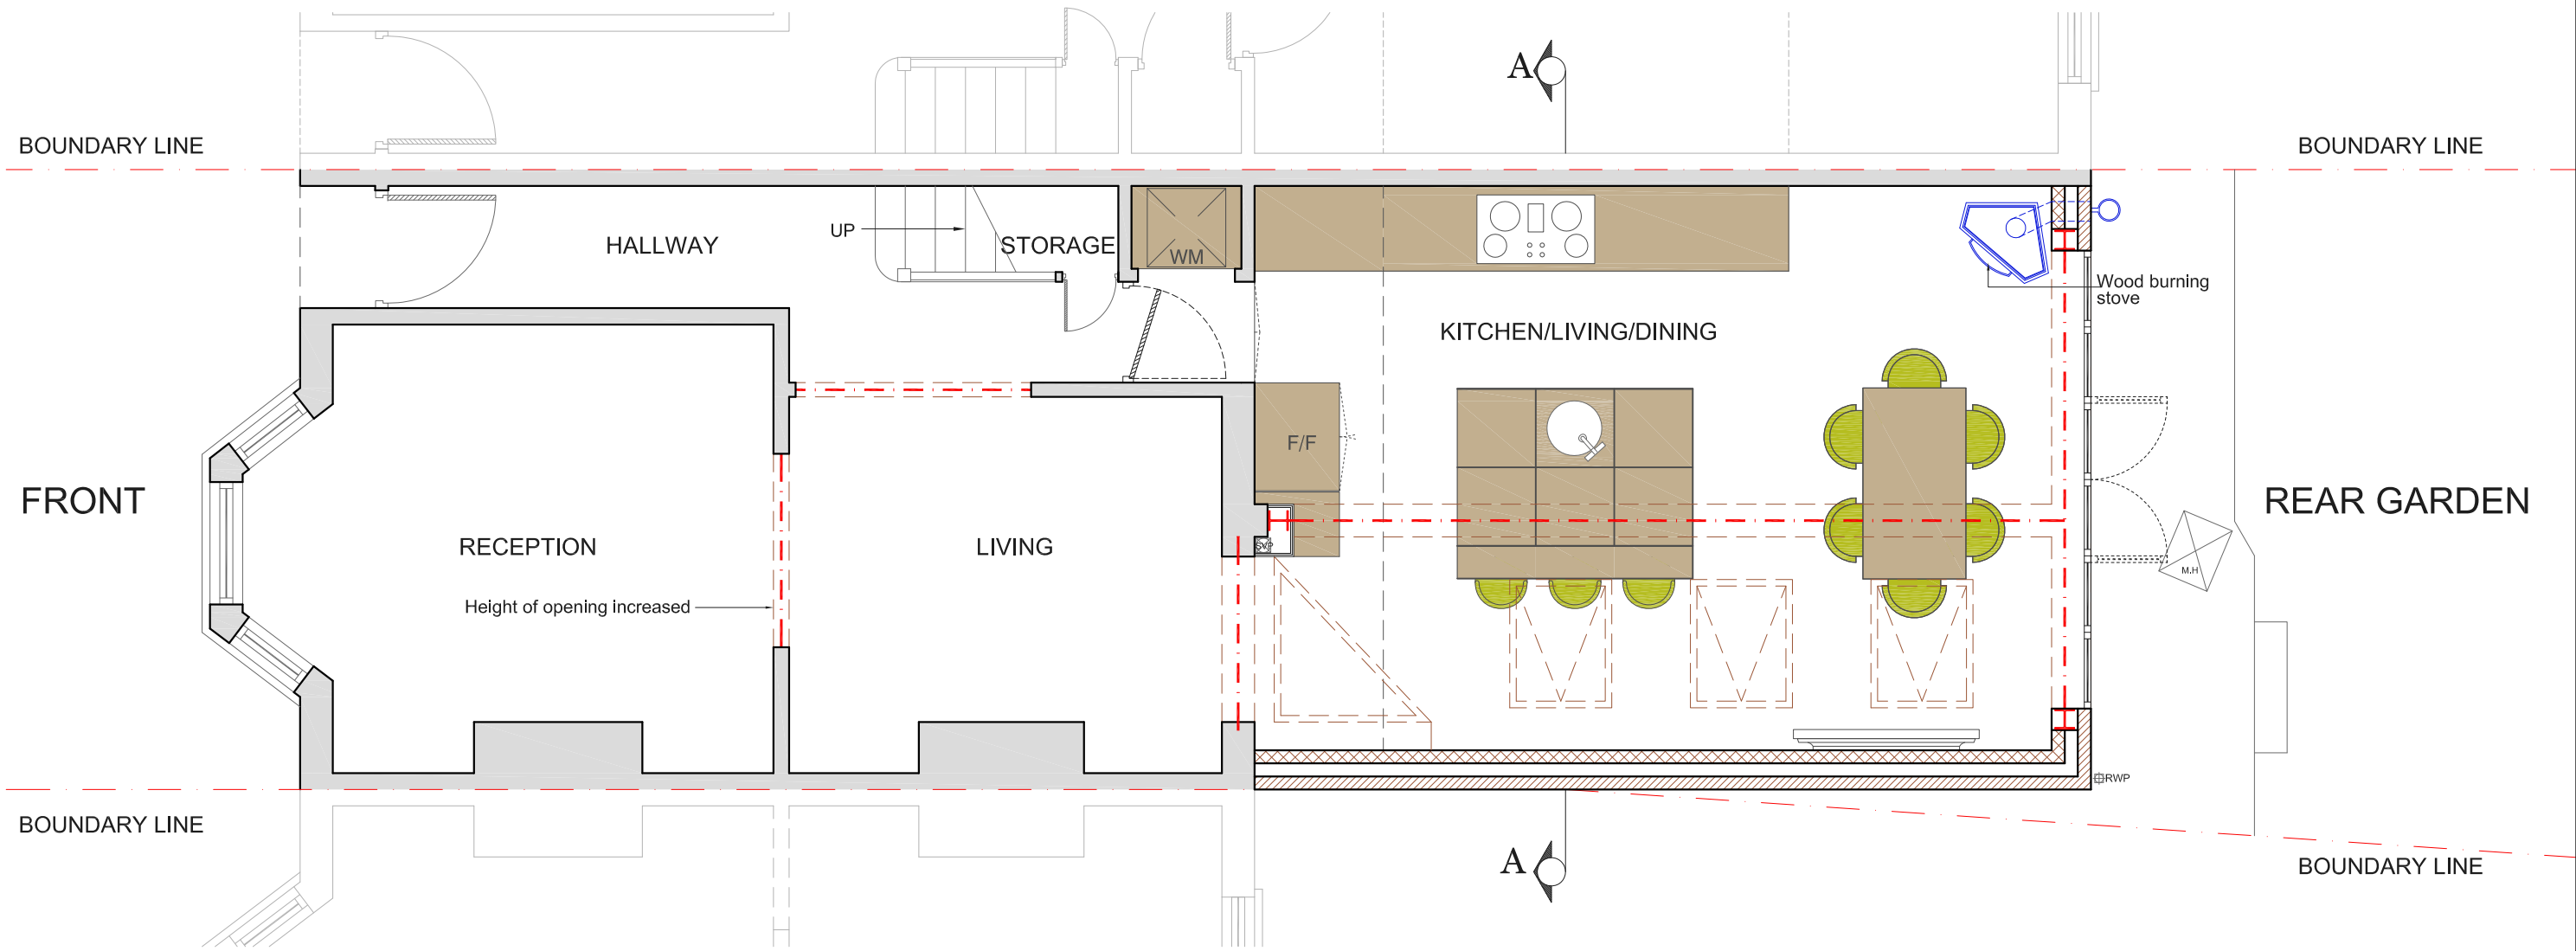 A
BOUNDARY LINE
BOUNDARY LINE
HALLWAY
UP
STORAGE
WM
Wood burning
stove
KITCHEN/LIVING/DINING
F/F
FRONT
REAR GARDEN
RECEPTION
LIVING
SVP
M.H
Height of opening increased
RWP
BOUNDARY LINE
A
BOUNDARY LINE